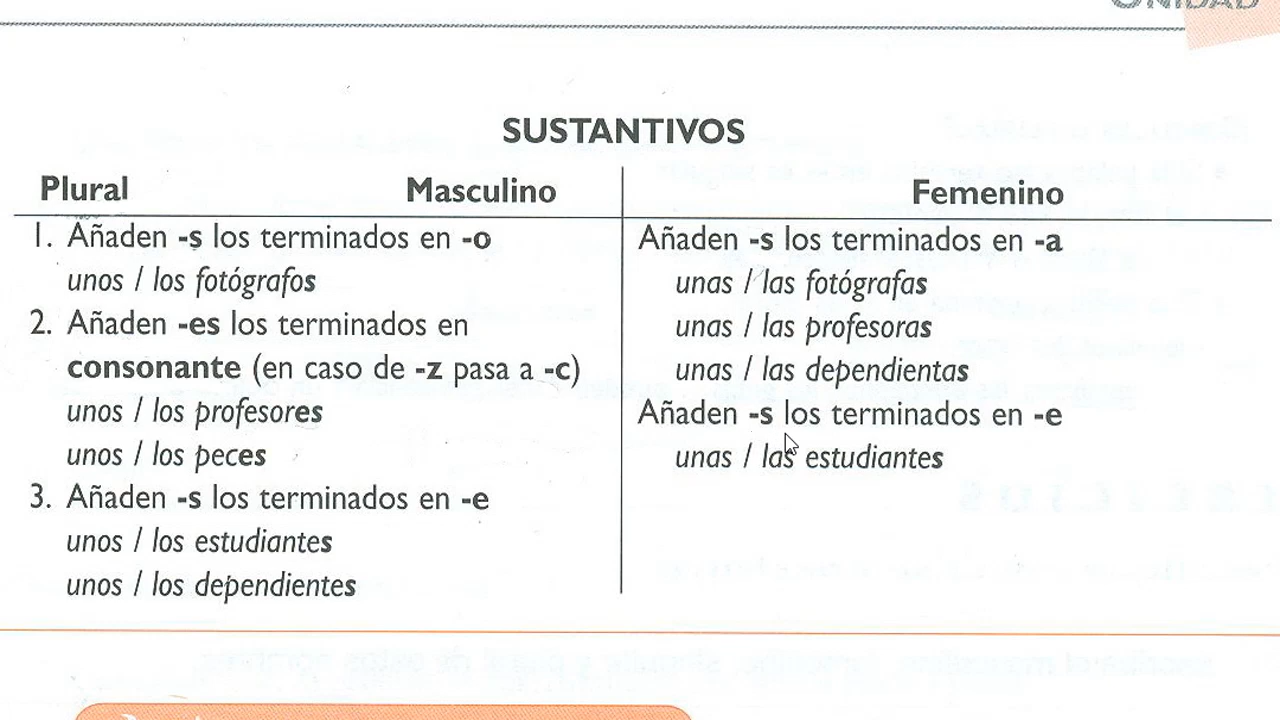 UNIDAD
SUSTANTIVOS
Plural Masculino Femenino
1. Añaden -s los terminados en -o
unos / los fotógrafos
2. Añaden -es los terminados en
consonante (en caso de -z pasa a -c)
unos / los profesores
unos / los peces
3. Añaden -s los terminados en -e
unos / los estudiantes
unos / los dependientes
Añaden -s los terminados en -a
unas / las fotógrafas
unas / las profesoras
unas / las dependientas
Añaden -s los terminados en -e
unas / las estudiantes